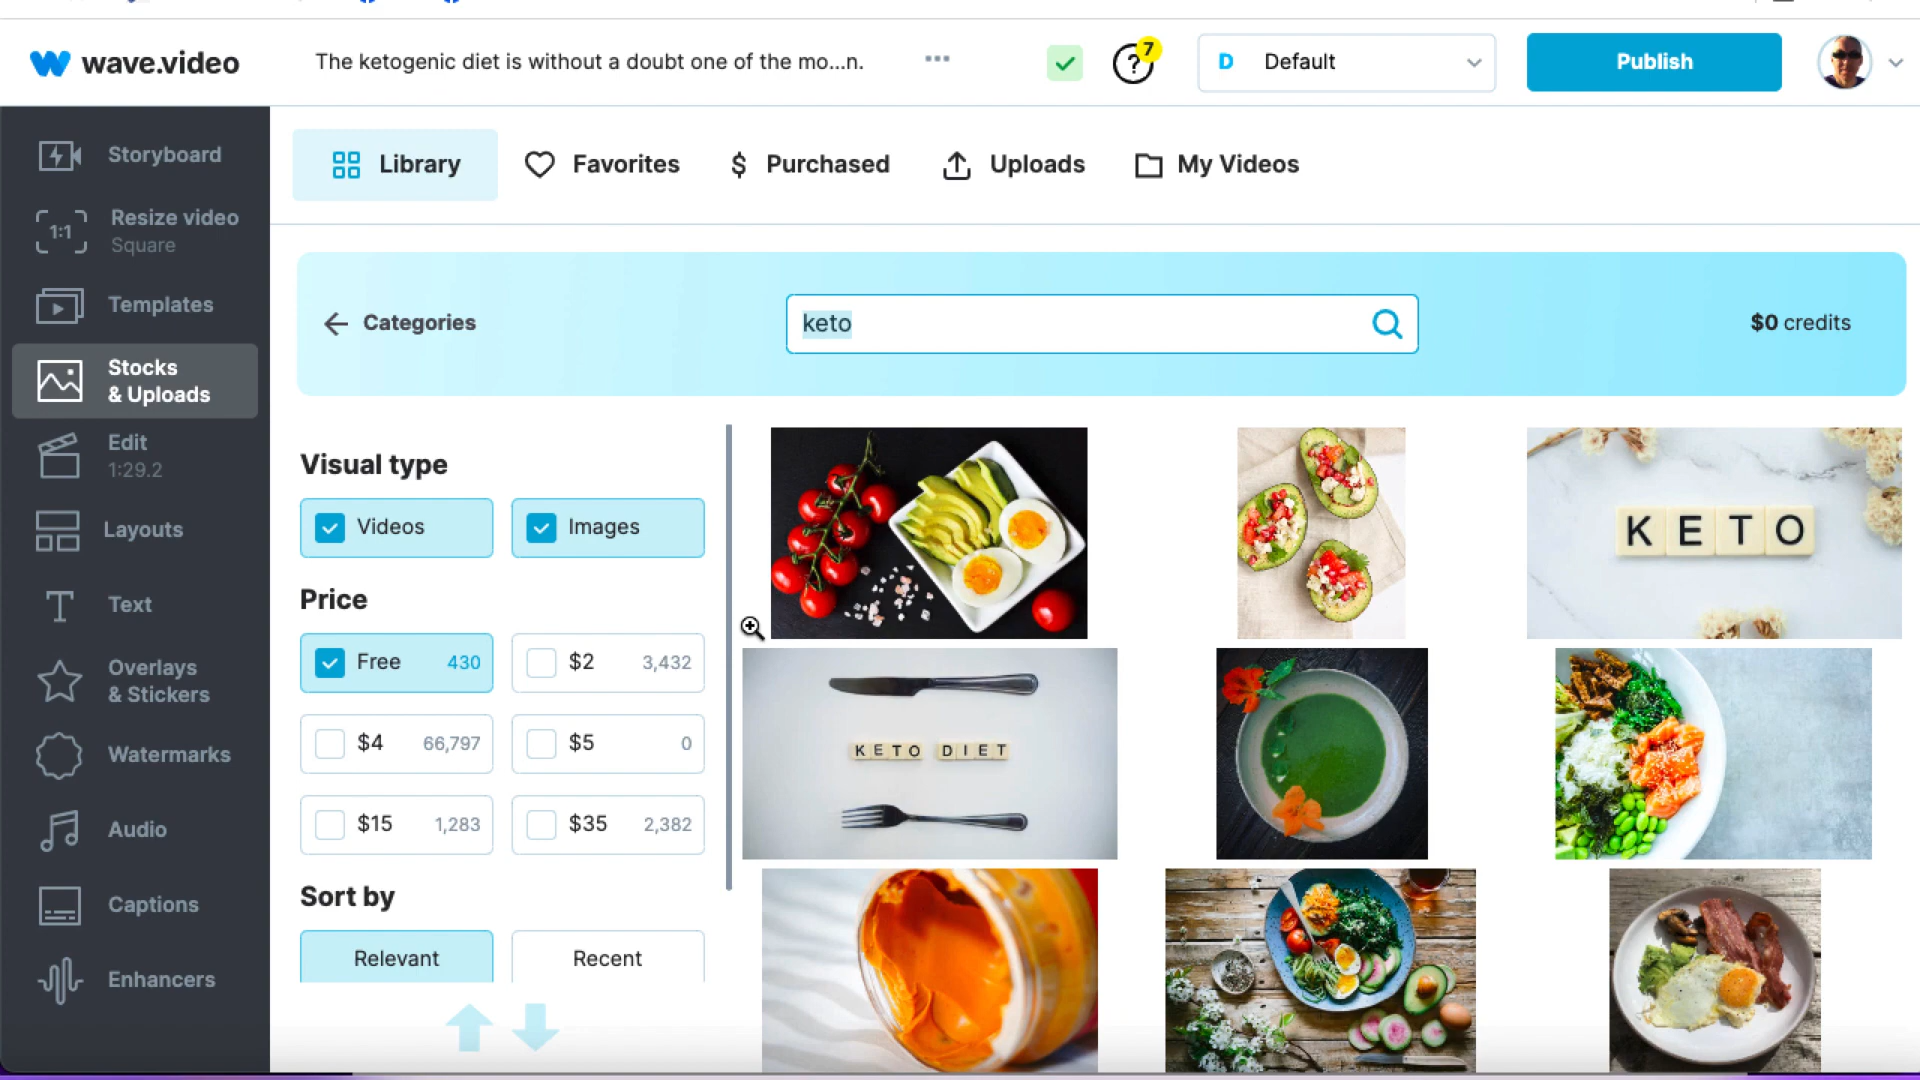 wave.video
The ketogenic diet is without a doubt one of the mo...n.
•••
?
7
D
Default
Publish
Storyboard
1:1
Resize video
Square
Templates
Stocks
& Uploads
Edit
1:29.2
Layouts
Text
Overlays
& Stickers
Watermarks
Audio
Captions
Enhancers
Library
Favorites
$ Purchased
Uploads
My Videos
Categories
keto
$0 credits
Visual type
Videos
Images
Price
Free 430
$2 3,432
$4 66,797
$5 0
$15 1,283
$35 2,382
Sort by
Relevant
Recent
KETO
KETO DIET